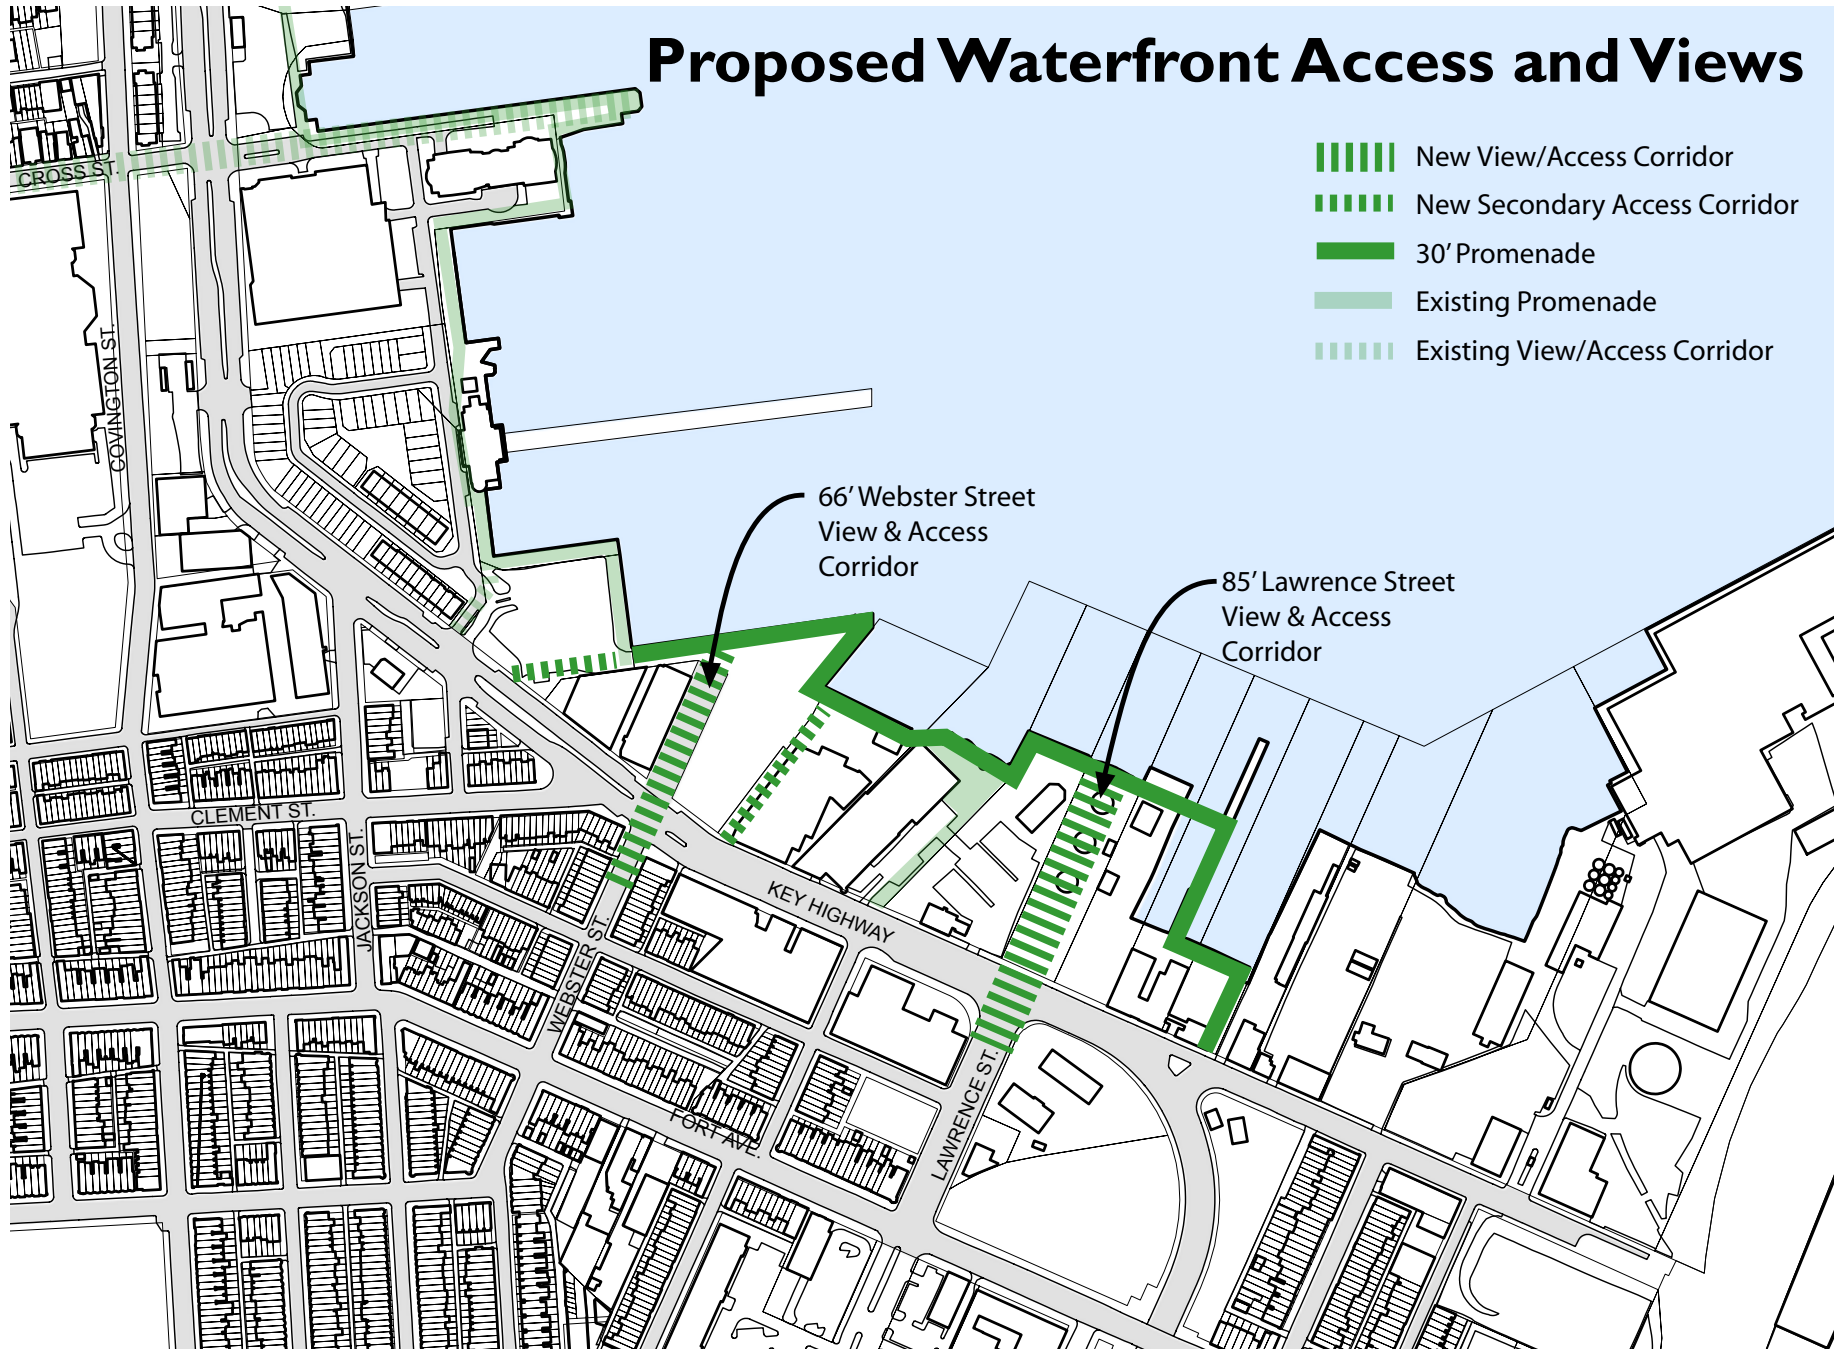 Proposed Waterfront Access and Views
New View/Access Corridor
New Secondary Access Corridor
30' Promenade
Existing Promenade
Existing View/Access Corridor
CROSS ST.
COVINGTON ST.
66' Webster Street
View & Access
Corridor
85' Lawrence Street
View & Access
Corridor
CLEMENT ST.
JACKSON ST.
KEY HIGHWAY
WEBSTER ST.
FORT AVE.
LAWRENCE ST.